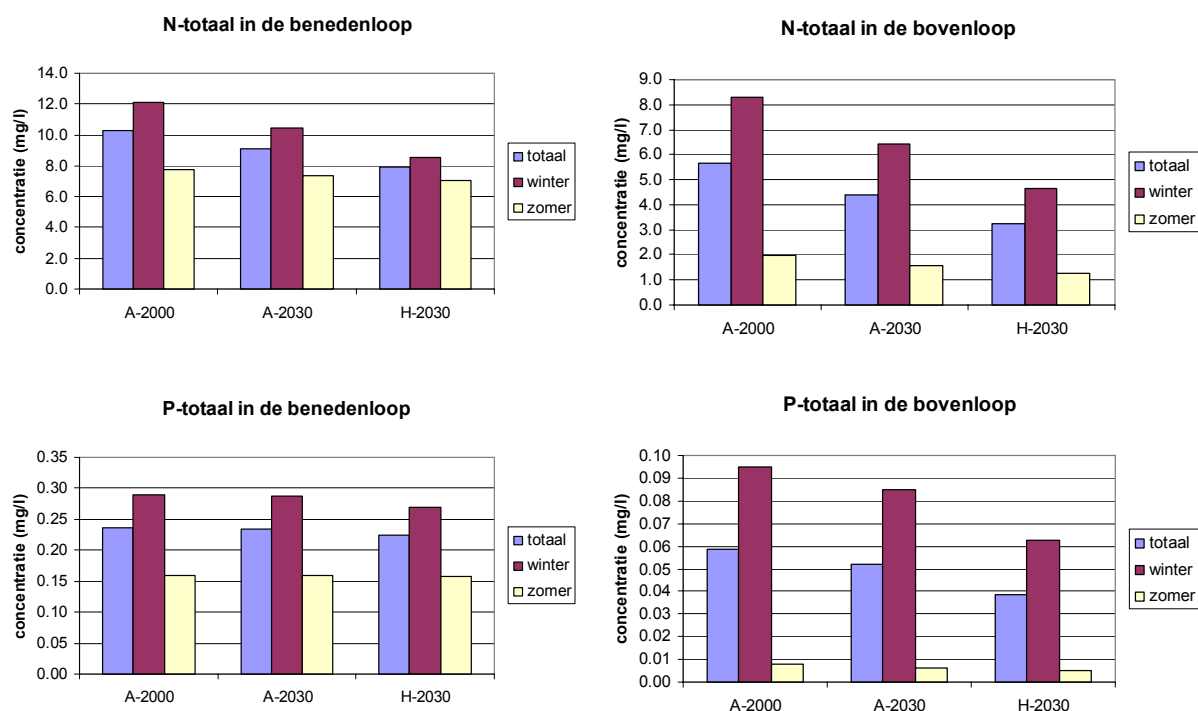 N-totaal in de benedenloop
14.0
12.0
10.0
8.0
6.0
4.0
2.0
0.0
concentratie (mg/l)
A-2000 A-2030 H-2030
totaal
winter
zomer
N-totaal in de bovenloop
9.0
8.0
7.0
6.0
5.0
4.0
3.0
2.0
1.0
0.0
concentratie (mg/l)
A-2000 A-2030 H-2030
totaal
winter
zomer
P-totaal in de benedenloop
0.35
0.30
0.25
0.20
0.15
0.10
0.05
0.00
concentratie (mg/l)
A-2000 A-2030 H-2030
totaal
winter
zomer
P-totaal in de bovenloop
0.10
0.09
0.08
0.07
0.06
0.05
0.04
0.03
0.02
0.01
0.00
concentratie (mg/l)
A-2000 A-2030 H-2030
totaal
winter
zomer